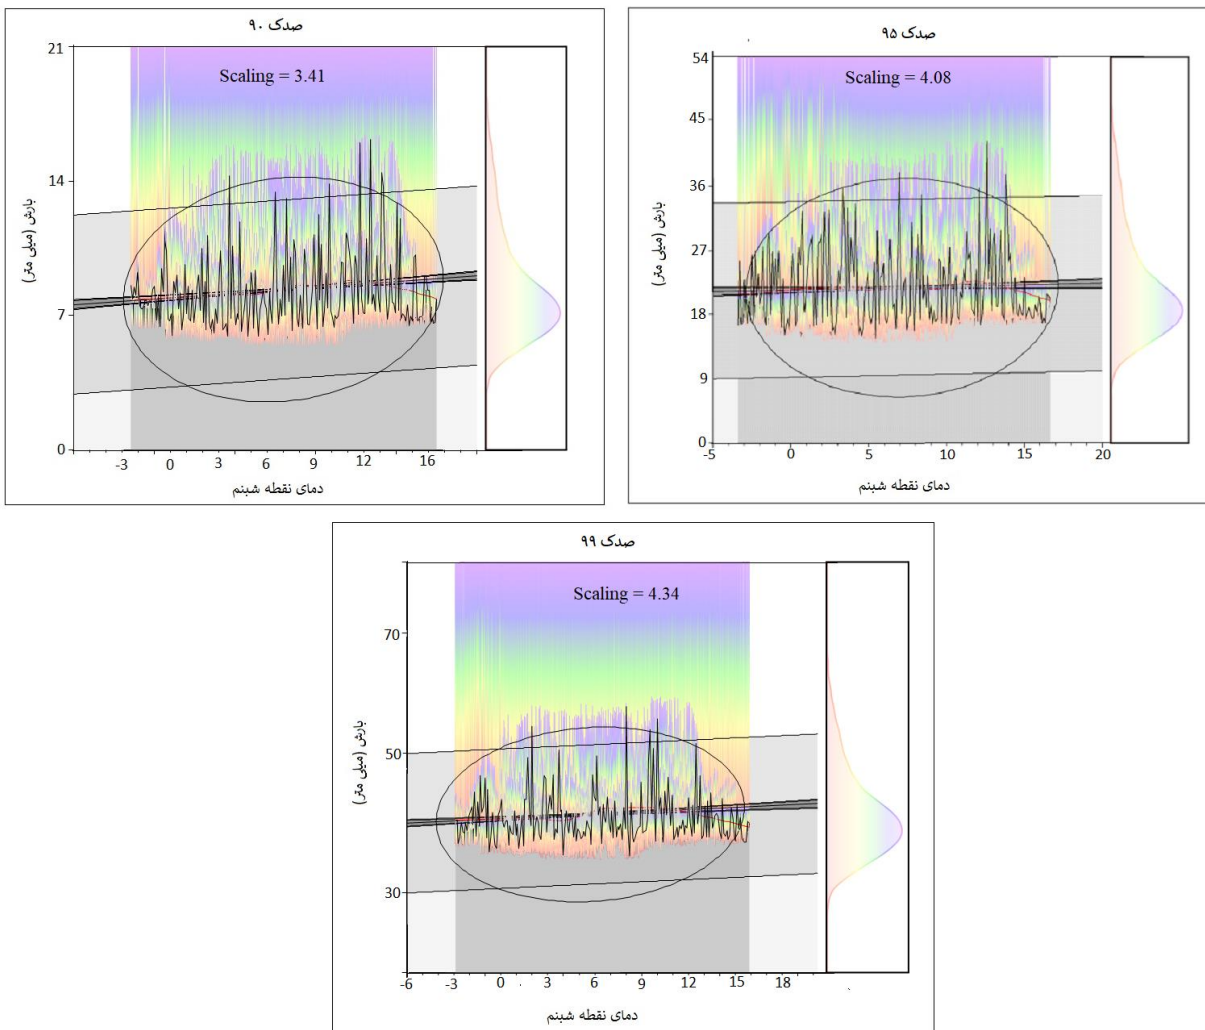 صدک ۹۰
21
14
7
0
Scaling = 3.41
بارش (میلی متر)
-3 0 3 6 9 12 16
دمای نقطه شبنم
صدک ۹۵
54
45
36
27
18
9
0
Scaling = 4.08
بارش (میلی متر)
-5 0 5 10 15 20
دمای نقطه شبنم
صدک ۹۹
70
50
30
Scaling = 4.34
بارش (میلی متر)
-6 -3 0 3 6 9 12 15 18
دمای نقطه شبنم